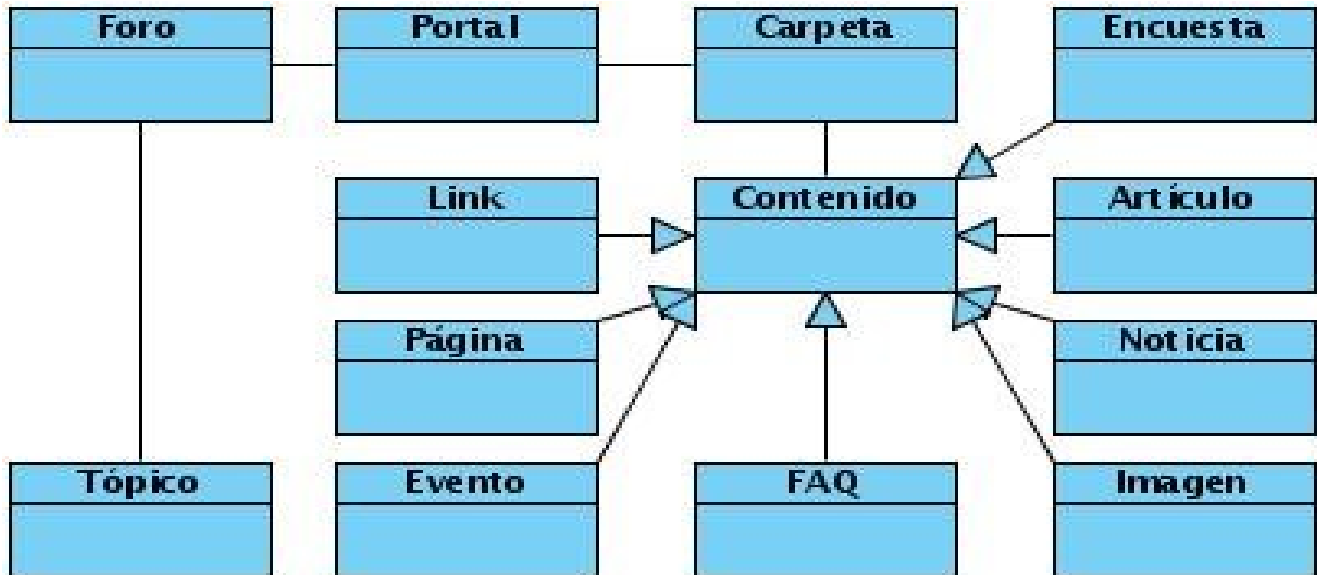 Foro
Portal
Carpeta
Encuesta
Link
Contenido
Artículo
Página
Noticia
Tópico
Evento
FAQ
Imagen